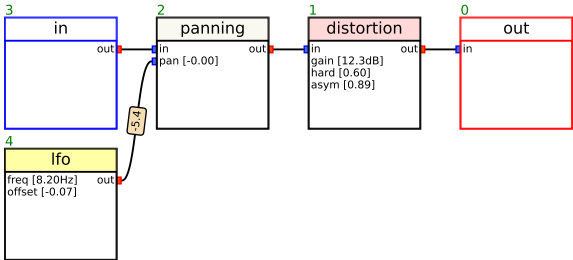 3
in
out
2
panning
in
out
pan [-0.00]
1
distortion
in
out
gain [12.3dB]
hard [0.60]
asym [0.89]
0
out
in
-5.4
4
lfo
freq [8.20Hz]
out
offset [-0.07]